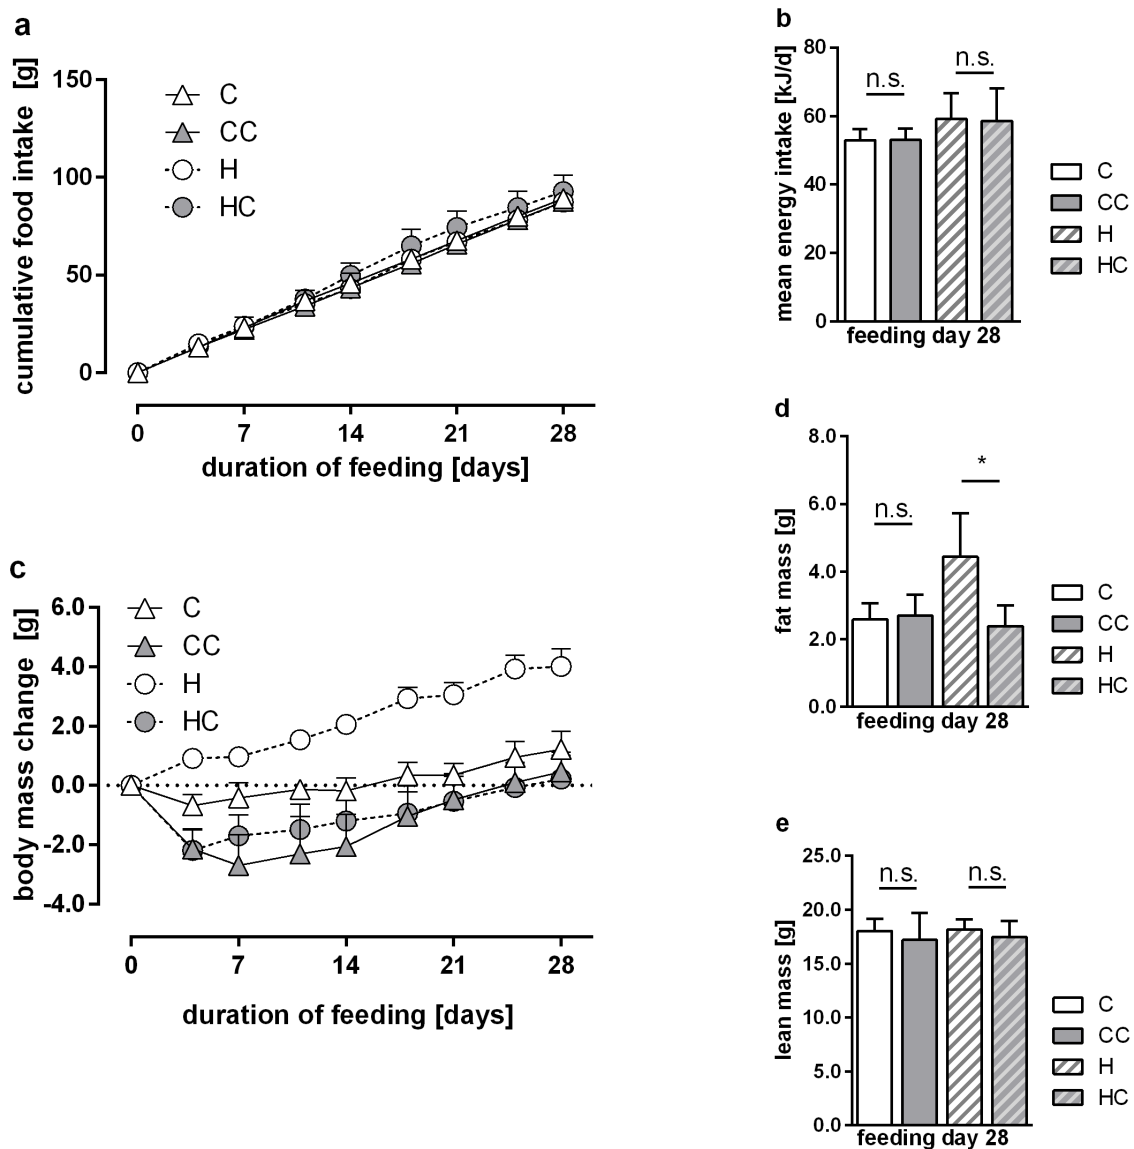 a
cumulative food intake [g]
150
100
50
0
C
CC
H
HC
0 7 14 21 28
duration of feeding [days]
b
mean energy intake [kJ/d]
80
60
40
20
0
n.s.
n.s.
feeding day 28
C
CC
H
HC
c
body mass change [g]
6.0
4.0
2.0
0.0
-2.0
-4.0
C
CC
H
HC
0 7 14 21 28
duration of feeding [days]
d
fat mass [g]
8.0
6.0
4.0
2.0
0.0
n.s.
*
feeding day 28
C
CC
H
HC
e
lean mass [g]
25.0
20.0
15.0
10.0
5.0
0.0
n.s.
n.s.
feeding day 28
C
CC
H
HC